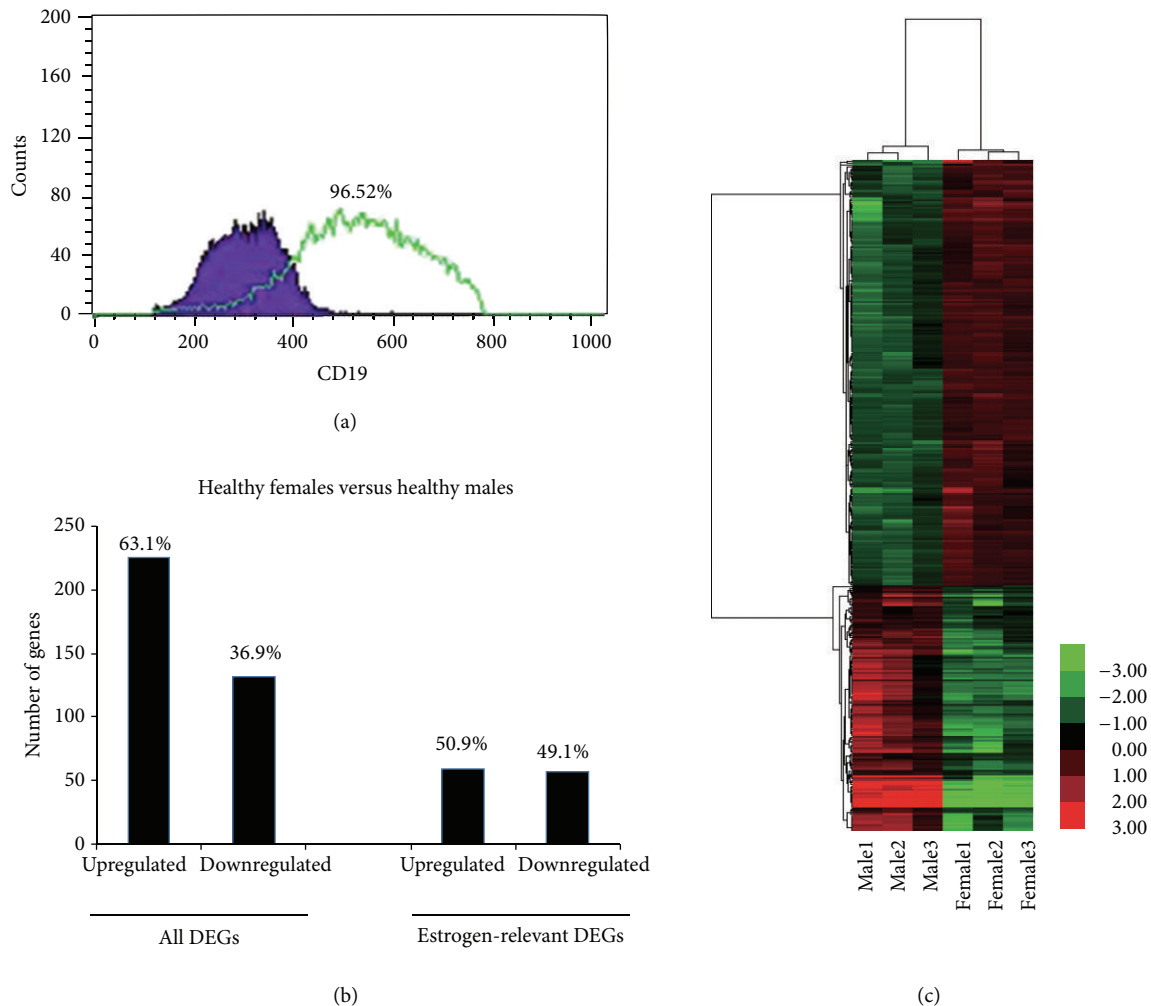 200
160
120
80
40
0
Counts
96.52%
0 200 400 600 800 1000
CD19
(a)
Healthy females versus healthy males
250
200
150
100
50
0
Number of genes
63.1%
36.9%
50.9%
49.1%
Upregulated Downregulated Upregulated Downregulated
All DEGs Estrogen-relevant DEGs
(b)
−3.00
−2.00
−1.00
0.00
1.00
2.00
3.00
Male1
Male2
Male3
Female1
Female2
Female3
(c)